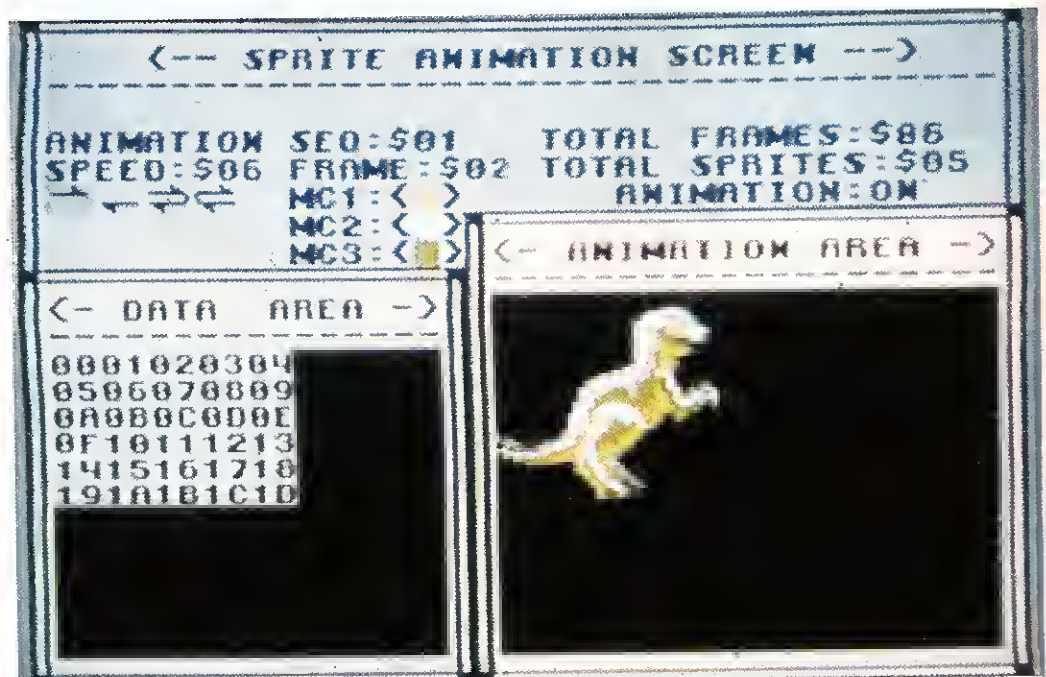 <-- SPRITE ANIMATION SCREEN -->
ANIMATION SEQ:$01 TOTAL FRAMES:$06
SPEED:$06 FRAME:$02 TOTAL SPRITES:$05
MC1:< > ANIMATION:ON
MC2:< >
MC3:< >
<- ANIMATION AREA ->
<- DATA AREA ->
0001020304
0506070809
0A0B0C0D0E
0F10111213
1415161718
191A1B1C1D